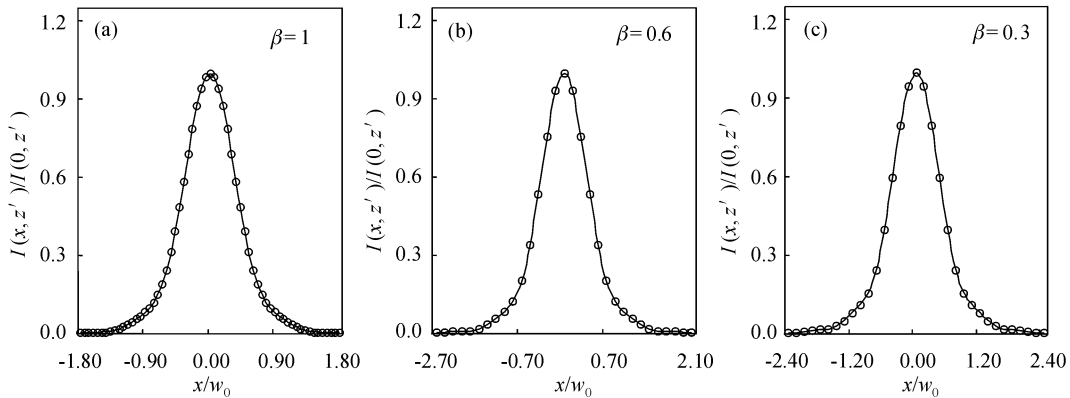 (a)
β=1
I(x,z′)/I(0,z′)
1.2
0.9
0.6
0.3
0.0
-1.80 -0.90 0.00 0.90 1.80
x/w0
(b)
β=0.6
I(x,z′)/I(0,z′)
1.2
0.9
0.6
0.3
0.0
-2.70 -0.70 0.70 2.10
x/w0
(c)
β=0.3
I(x,z′)/I(0,z′)
1.2
0.9
0.6
0.3
0.0
-2.40 -1.20 0.00 1.20 2.40
x/w0